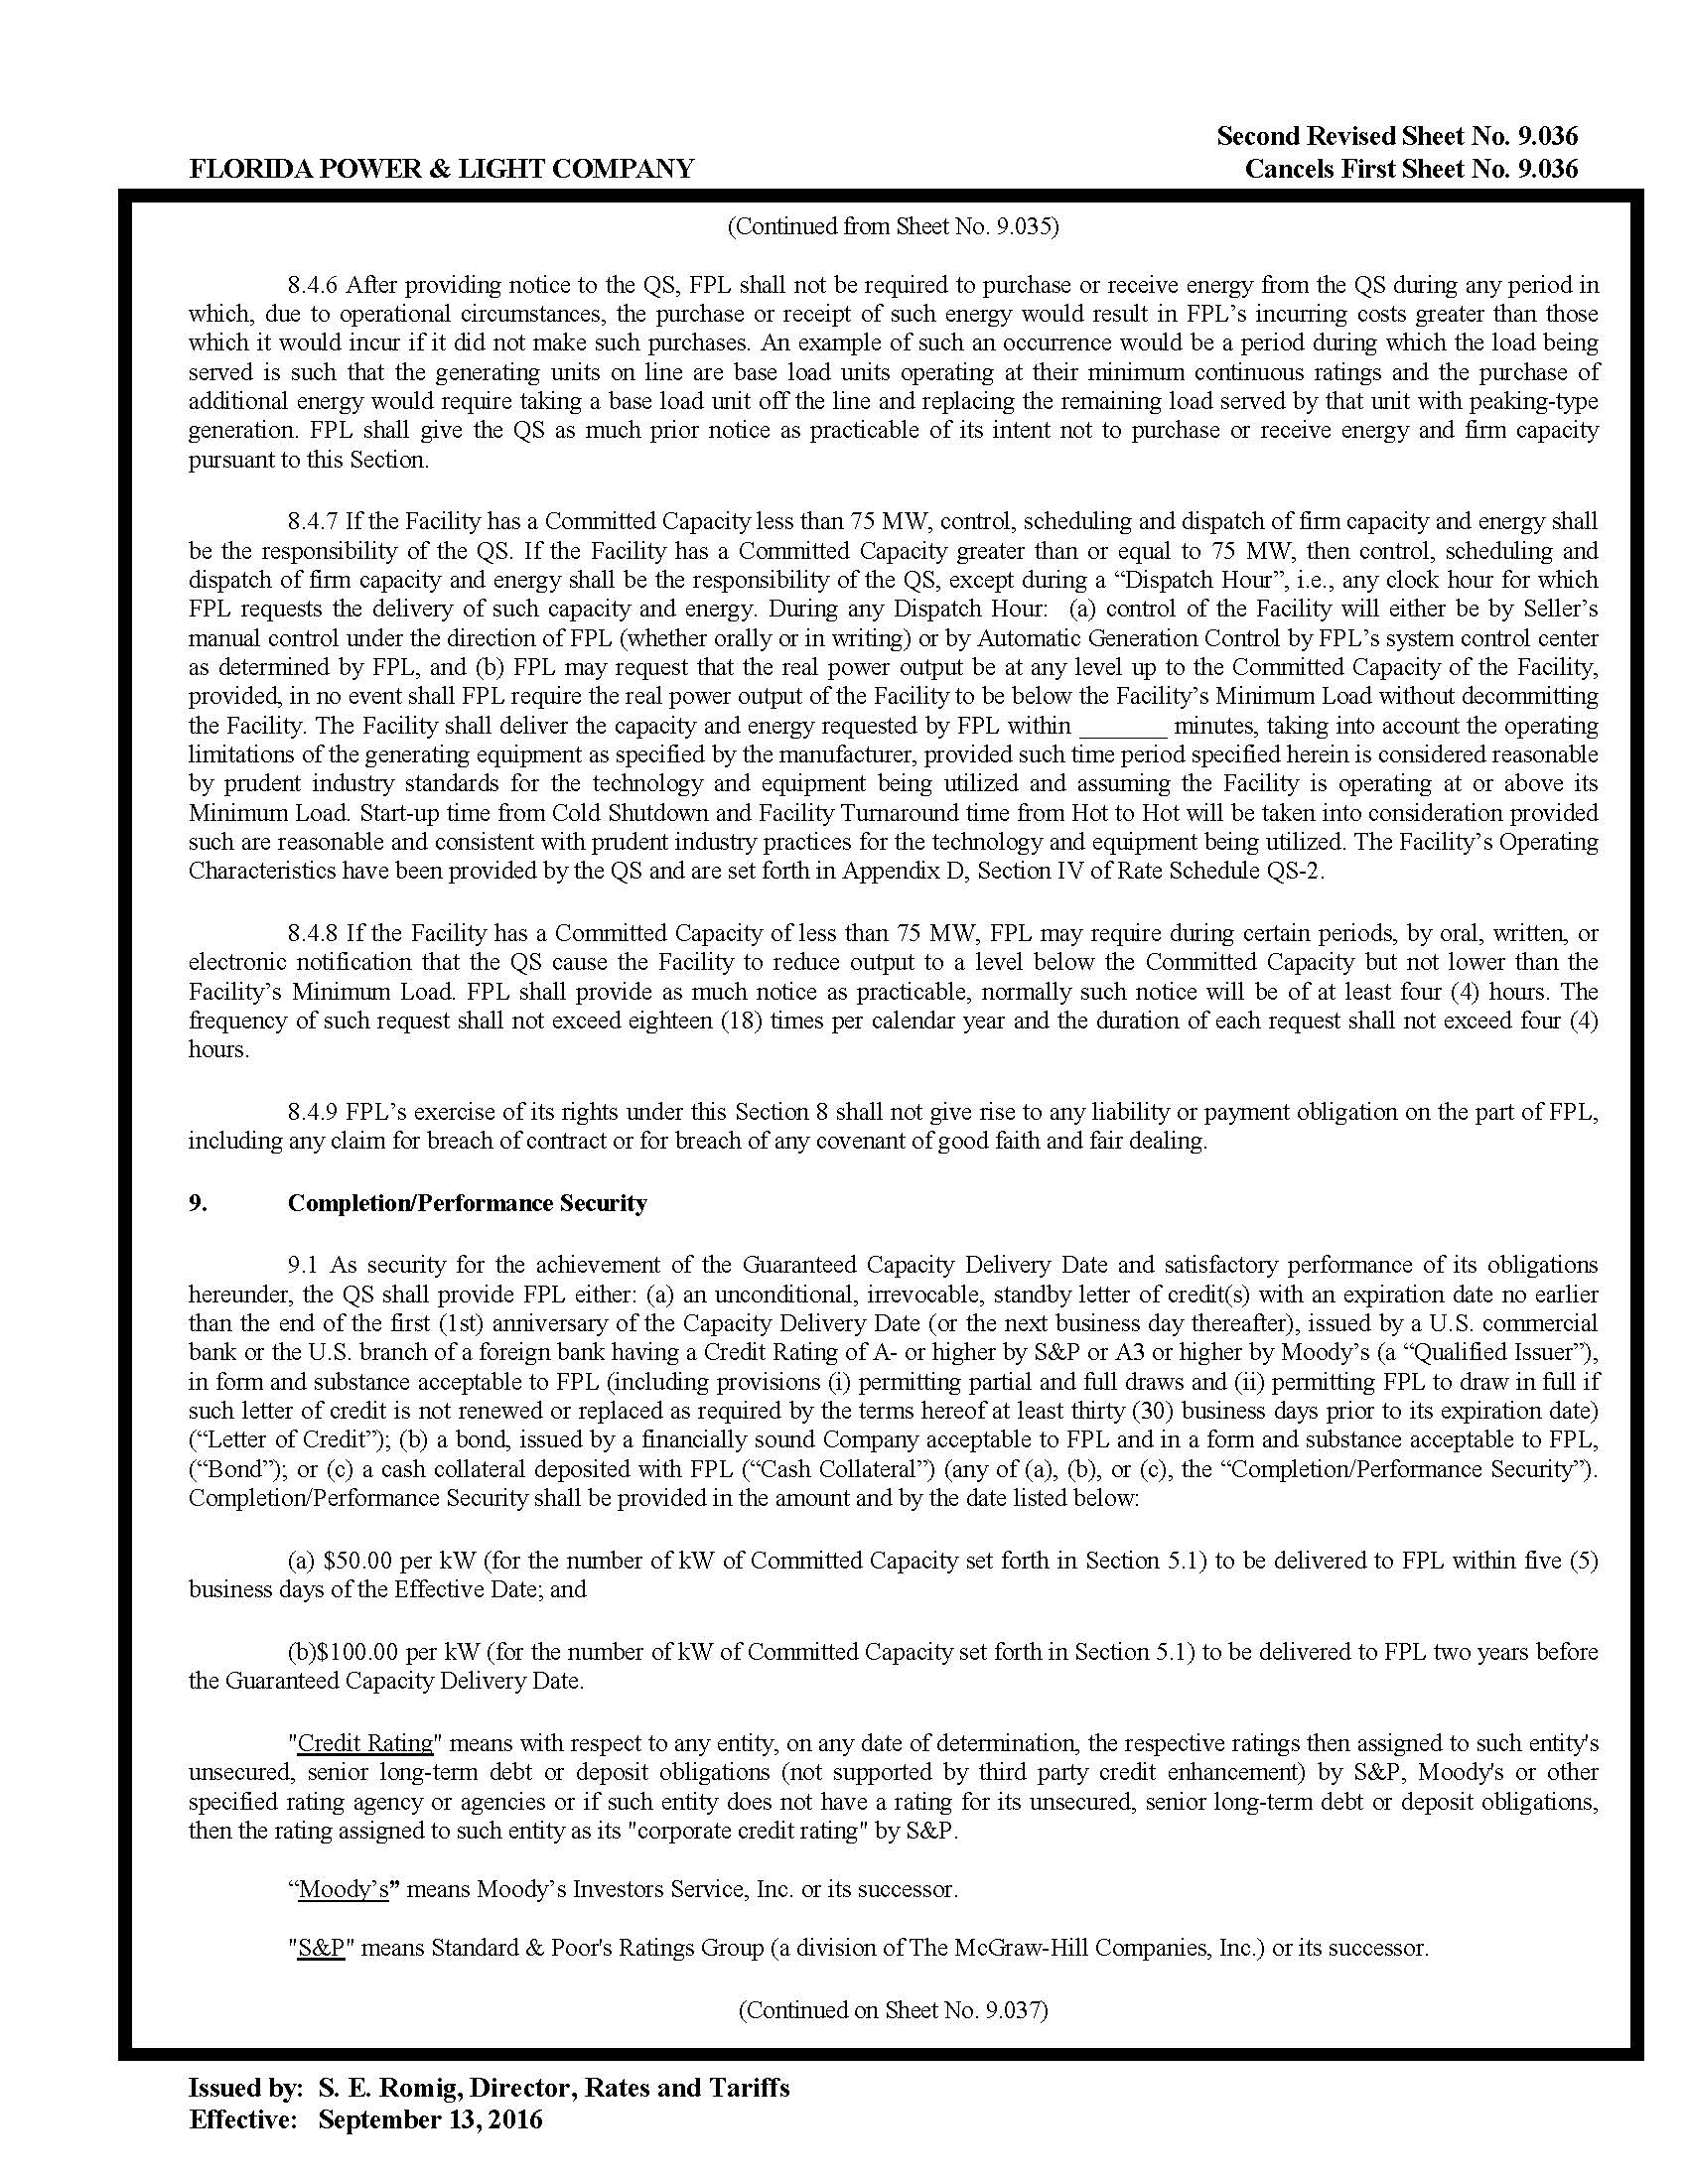 Second Revised Sheet No. 9.036
FLORIDA POWER & LIGHT COMPANY Cancels First Sheet No. 9.036
(Continued from Sheet No. 9.035)
8.4.6 After providing notice to the QS, FPL shall not be required to purchase or receive energy from the QS during any period in
which, due to operational circumstances, the purchase or receipt of such energy would result in FPL’s incurring costs greater than those
which it would incur if it did not make such purchases. An example of such an occurrence would be a period during which the load being
served is such that the generating units on line are base load units operating at their minimum continuous ratings and the purchase of
additional energy would require taking a base load unit off the line and replacing the remaining load served by that unit with peaking-type
generation. FPL shall give the QS as much prior notice as practicable of its intent not to purchase or receive energy and firm capacity
pursuant to this Section.
8.4.7 If the Facility has a Committed Capacity less than 75 MW, control, scheduling and dispatch of firm capacity and energy shall
be the responsibility of the QS. If the Facility has a Committed Capacity greater than or equal to 75 MW, then control, scheduling and
dispatch of firm capacity and energy shall be the responsibility of the QS, except during a “Dispatch Hour”, i.e., any clock hour for which
FPL requests the delivery of such capacity and energy. During any Dispatch Hour: (a) control of the Facility will either be by Seller’s
manual control under the direction of FPL (whether orally or in writing) or by Automatic Generation Control by FPL’s system control center
as determined by FPL, and (b) FPL may request that the real power output be at any level up to the Committed Capacity of the Facility,
provided, in no event shall FPL require the real power output of the Facility to be below the Facility’s Minimum Load without decommitting
the Facility. The Facility shall deliver the capacity and energy requested by FPL within _______ minutes, taking into account the operating
limitations of the generating equipment as specified by the manufacturer, provided such time period specified herein is considered reasonable
by prudent industry standards for the technology and equipment being utilized and assuming the Facility is operating at or above its
Minimum Load. Start-up time from Cold Shutdown and Facility Turnaround time from Hot to Hot will be taken into consideration provided
such are reasonable and consistent with prudent industry practices for the technology and equipment being utilized. The Facility’s Operating
Characteristics have been provided by the QS and are set forth in Appendix D, Section IV of Rate Schedule QS-2.
8.4.8 If the Facility has a Committed Capacity of less than 75 MW, FPL may require during certain periods, by oral, written, or
electronic notification that the QS cause the Facility to reduce output to a level below the Committed Capacity but not lower than the
Facility’s Minimum Load. FPL shall provide as much notice as practicable, normally such notice will be of at least four (4) hours. The
frequency of such request shall not exceed eighteen (18) times per calendar year and the duration of each request shall not exceed four (4)
hours.
8.4.9 FPL’s exercise of its rights under this Section 8 shall not give rise to any liability or payment obligation on the part of FPL,
including any claim for breach of contract or for breach of any covenant of good faith and fair dealing.
9. Completion/Performance Security
9.1 As security for the achievement of the Guaranteed Capacity Delivery Date and satisfactory performance of its obligations
hereunder, the QS shall provide FPL either: (a) an unconditional, irrevocable, standby letter of credit(s) with an expiration date no earlier
than the end of the first (1st) anniversary of the Capacity Delivery Date (or the next business day thereafter), issued by a U.S. commercial
bank or the U.S. branch of a foreign bank having a Credit Rating of A- or higher by S&P or A3 or higher by Moody’s (a “Qualified Issuer”),
in form and substance acceptable to FPL (including provisions (i) permitting partial and full draws and (ii) permitting FPL to draw in full if
such letter of credit is not renewed or replaced as required by the terms hereof at least thirty (30) business days prior to its expiration date)
(“Letter of Credit”); (b) a bond, issued by a financially sound Company acceptable to FPL and in a form and substance acceptable to FPL,
(“Bond”); or (c) a cash collateral deposited with FPL (“Cash Collateral”) (any of (a), (b), or (c), the “Completion/Performance Security”).
Completion/Performance Security shall be provided in the amount and by the date listed below:
(a) $50.00 per kW (for the number of kW of Committed Capacity set forth in Section 5.1) to be delivered to FPL within five (5)
business days of the Effective Date; and
(b)$100.00 per kW (for the number of kW of Committed Capacity set forth in Section 5.1) to be delivered to FPL two years before
the Guaranteed Capacity Delivery Date.
"Credit Rating" means with respect to any entity, on any date of determination, the respective ratings then assigned to such entity's
unsecured, senior long-term debt or deposit obligations (not supported by third party credit enhancement) by S&P, Moody's or other
specified rating agency or agencies or if such entity does not have a rating for its unsecured, senior long-term debt or deposit obligations,
then the rating assigned to such entity as its "corporate credit rating" by S&P.
“Moody’s” means Moody’s Investors Service, Inc. or its successor.
"S&P" means Standard & Poor's Ratings Group (a division of The McGraw-Hill Companies, Inc.) or its successor.
(Continued on Sheet No. 9.037)
Issued by: S. E. Romig, Director, Rates and Tariffs
Effective: September 13, 2016